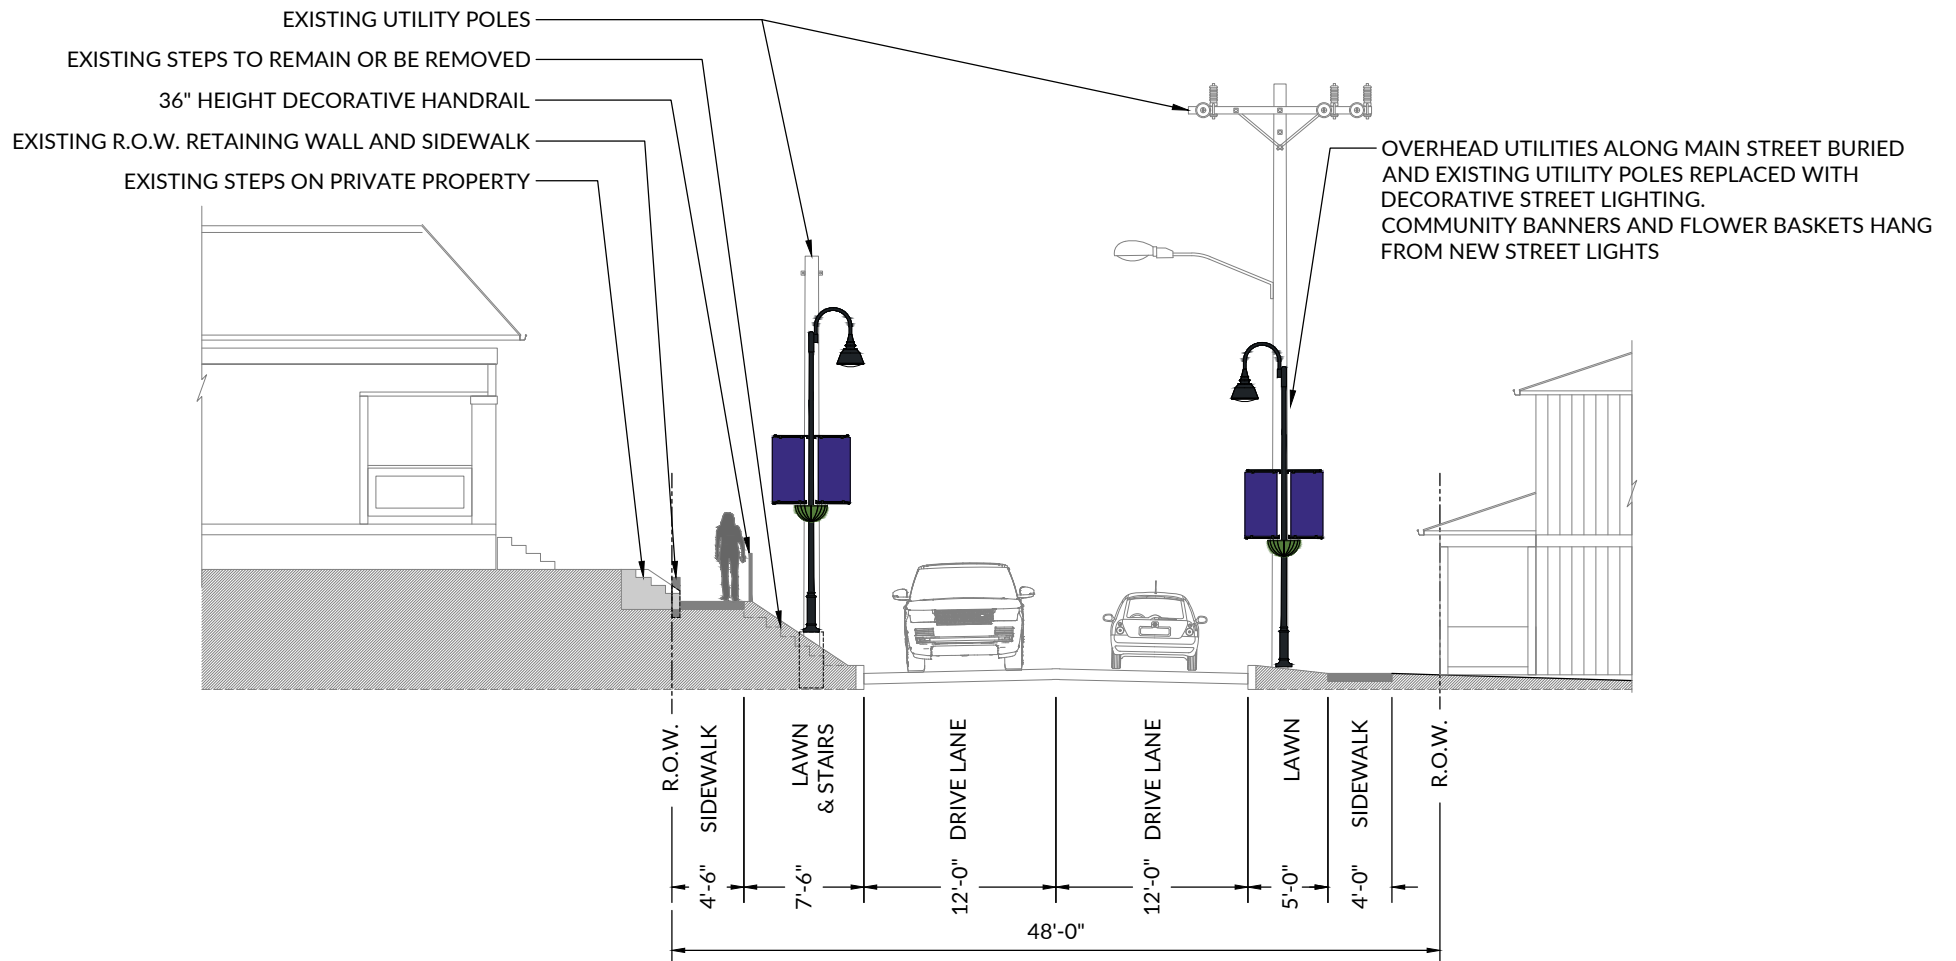 EXISTING UTILITY POLES
EXISTING STEPS TO REMAIN OR BE REMOVED
36" HEIGHT DECORATIVE HANDRAIL
EXISTING R.O.W. RETAINING WALL AND SIDEWALK
EXISTING STEPS ON PRIVATE PROPERTY
OVERHEAD UTILITIES ALONG MAIN STREET BURIED
AND EXISTING UTILITY POLES REPLACED WITH
DECORATIVE STREET LIGHTING.
COMMUNITY BANNERS AND FLOWER BASKETS HANG
FROM NEW STREET LIGHTS
R.O.W.
SIDEWALK
LAWN
& STAIRS
DRIVE LANE
DRIVE LANE
LAWN
SIDEWALK
R.O.W.
4'-6"
7'-6"
12'-0"
12'-0"
5'-0"
4'-0"
48'-0"